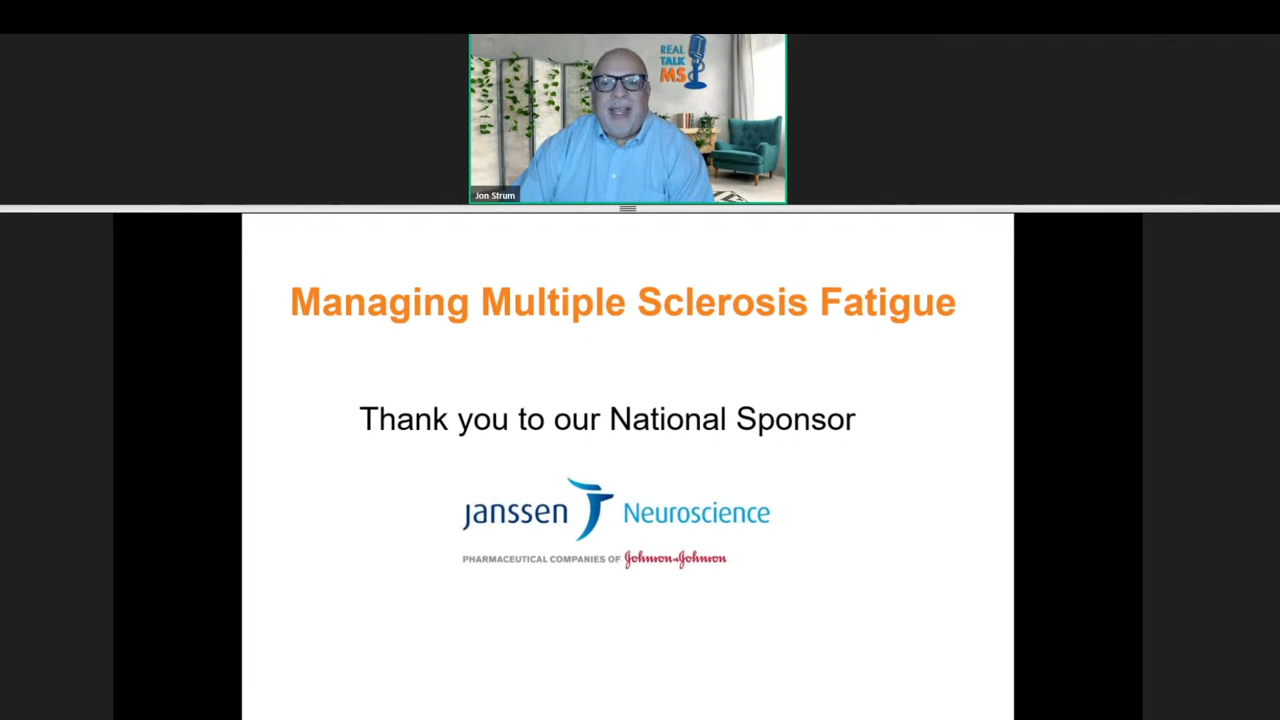 REAL
TALK
MS
Jon Strum
Managing Multiple Sclerosis Fatigue
Thank you to our National Sponsor
Janssen Neuroscience
PHARMACEUTICAL COMPANIES OF Johnson & Johnson